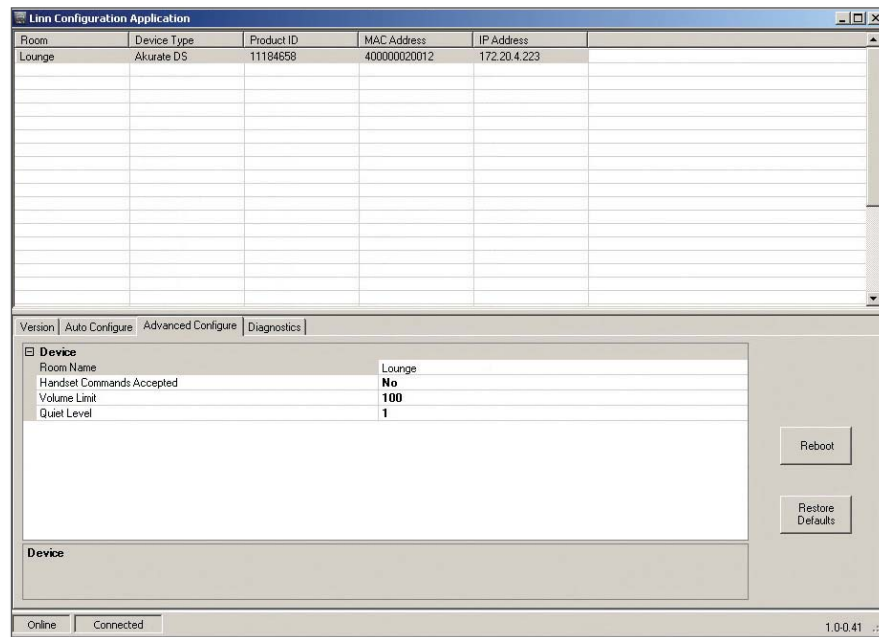 Linn Configuration Application
Room Device Type Product ID MAC Address IP Address
Lounge Akurate DS 11184658 400000020012 172.20.4.223
Version Auto Configure Advanced Configure Diagnostics
Device
Room Name Lounge
Handset Commands Accepted No
Volume Limit 100
Quiet Level 1
Reboot
Restore
Defaults
Device
Online Connected 1.0-0.41